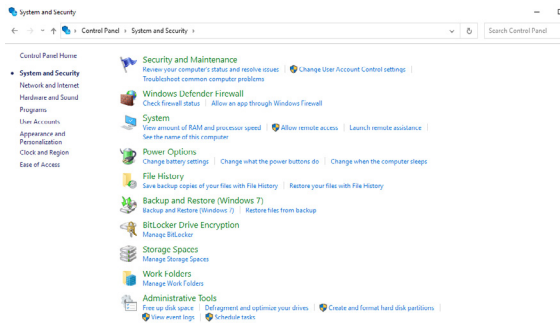 System and Security
Control Panel > System and Security >
Search Control Panel
Control Panel Home
System and Security
Network and Internet
Hardware and Sound
Programs
User Accounts
Appearance and
Personalization
Clock and Region
Ease of Access
Security and Maintenance
Review your computer's status and resolve issues | Change User Account Control settings |
Troubleshoot common computer problems
Windows Defender Firewall
Check firewall status | Allow an app through Windows Firewall
System
View amount of RAM and processor speed | Allow remote access | Launch remote assistance |
See the name of this computer
Power Options
Change battery settings | Change what the power buttons do | Change when the computer sleeps
File History
Save backup copies of your files with File History | Restore your files with File History
Backup and Restore (Windows 7)
Backup and Restore (Windows 7) | Restore files from backup
BitLocker Drive Encryption
Manage BitLocker
Storage Spaces
Manage Storage Spaces
Work Folders
Manage Work Folders
Administrative Tools
Free up disk space | Defragment and optimize your drives | Create and format hard disk partitions |
View event logs | Schedule tasks